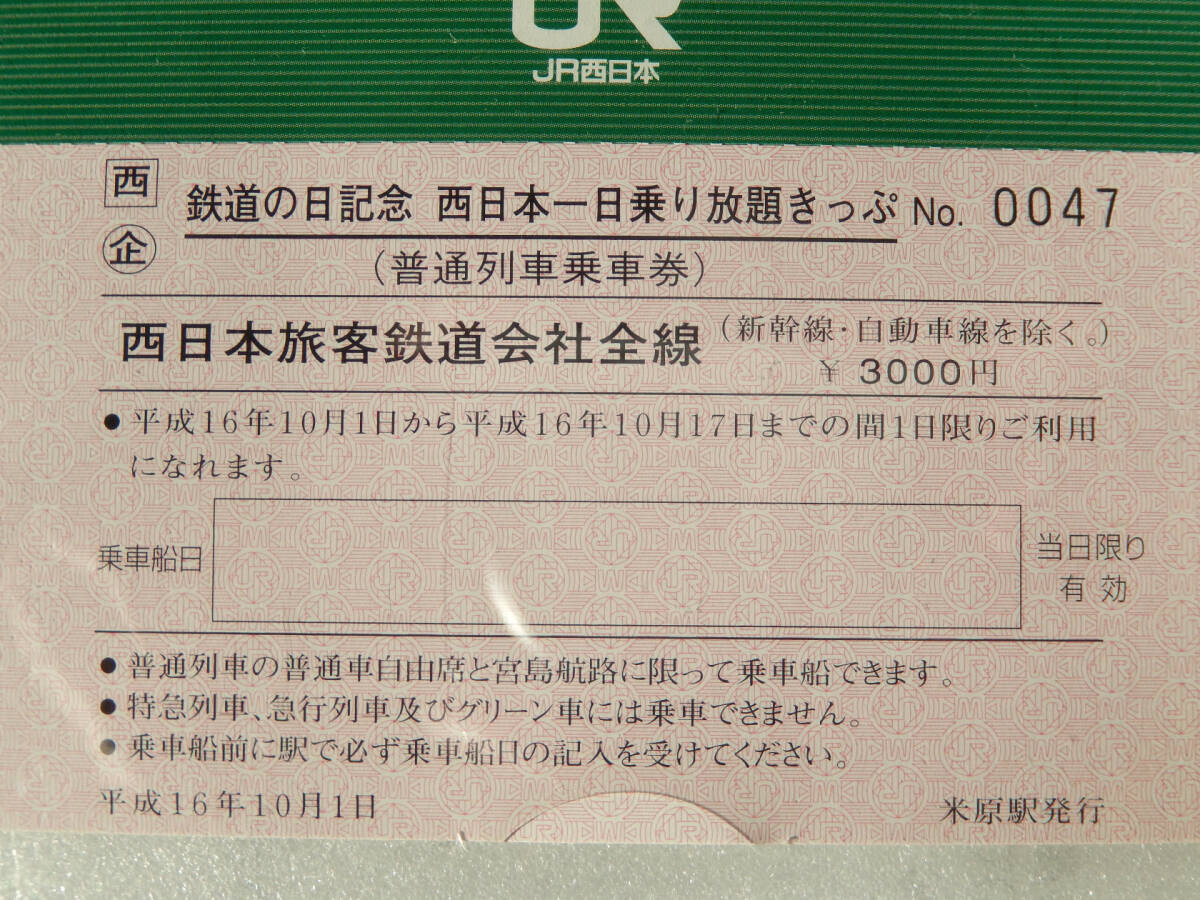 JR
JR西日本
西
企
鉄道の日記念 西日本一日乗り放題きっぷ No. 0047
(普通列車乗車券)
西日本旅客鉄道会社全線 (新幹線・自動車線を除く。)
¥ 3000円
● 平成16年10月1日から平成16年10月17日までの間1日限りご利用
になれます。
乗車船日 当日限り
有効
● 普通列車の普通車自由席と宮島航路に限って乗車船できます。
● 特急列車、急行列車及びグリーン車には乗車できません。
● 乗車船前に駅で必ず乗車船日の記入を受けてください。
平成16年10月1日 米原駅発行